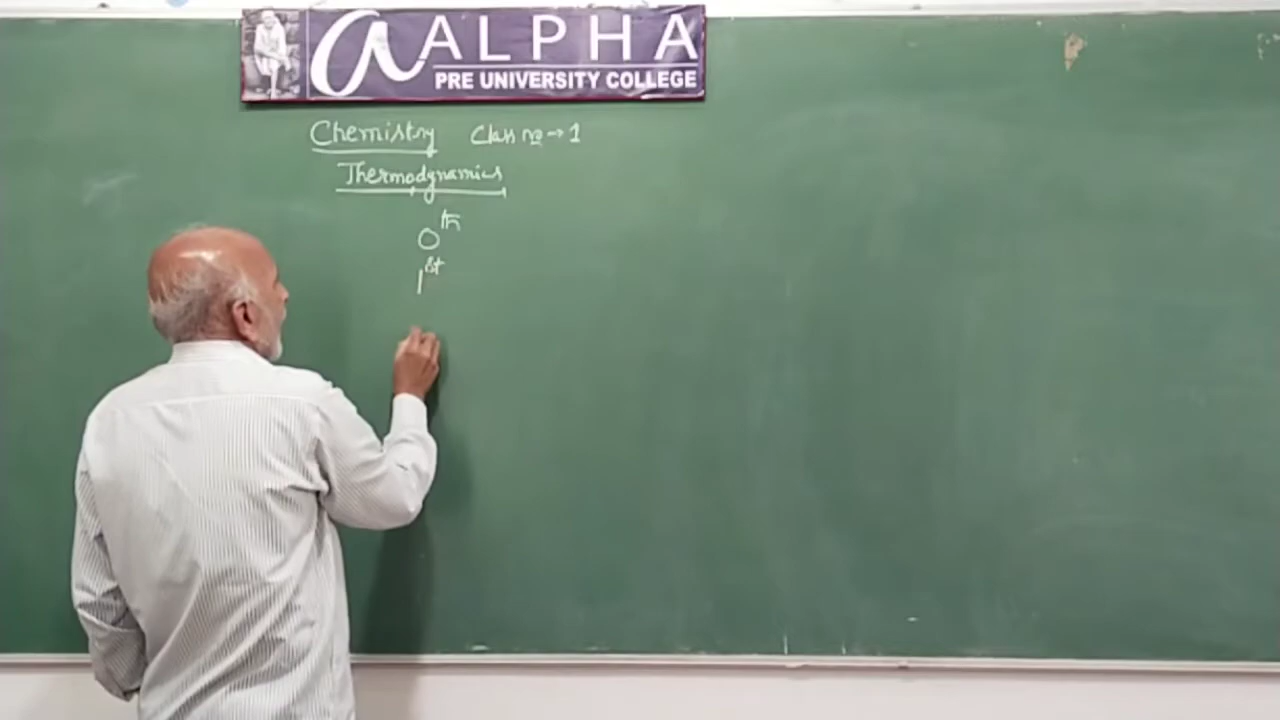 a ALPHA
PRE UNIVERSITY COLLEGE
Chemistry Class no → 1
Thermodynamics
0th
1st